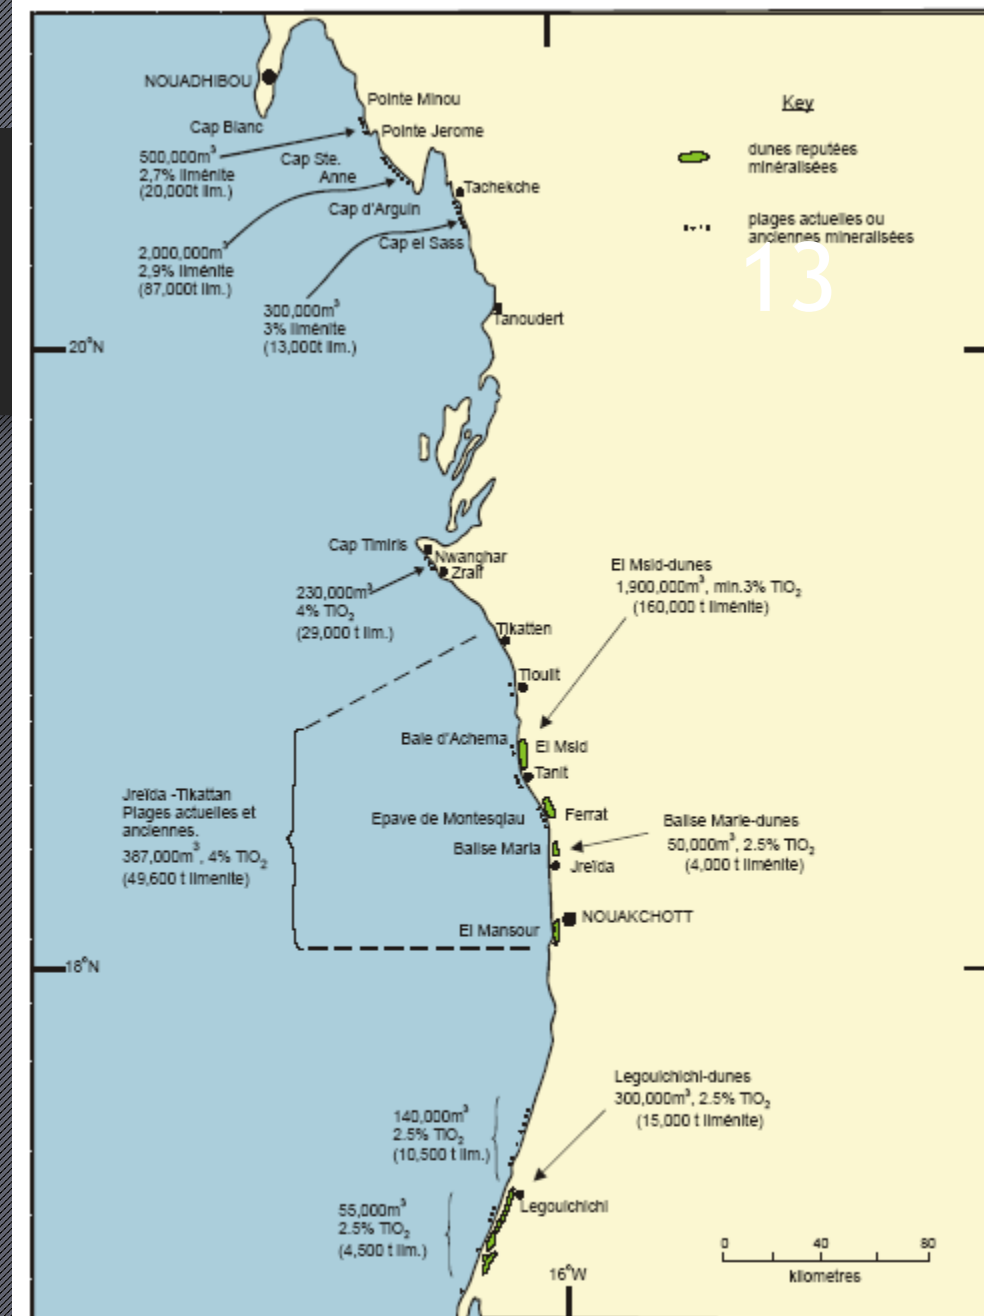 NOUADHIBOU
Pointe Minou
Cap Blanc
Pointe Jerome
500,000m³
2,7% ilménite
(20,000t ilm.)
Cap Ste.
Anne
Tachekche
Cap d'Arguin
Cap el Sass
2,000,000m³
2,9% ilménite
(87,000t ilm.)
300,000m³
3% ilménite
(13,000t ilm.)
Tanoudert
Key
dunes reputées
minéralisées
plages actuelles ou
anciennes mineralisées
13
20°N
Cap Timiris
Nwanghar
Zraif
230,000m³
4% TiO₂
(29,000 t ilm.)
El Msid-dunes
1,900,000m³, min.3% TiO₂
(160,000 t ilménite)
Tikatten
Tioulit
Baie d'Achema
El Msid
Tanit
Jreïda -Tikattan
Plages actuelles et
anciennes.
387,000m³, 4% TiO₂
(49,600 t ilmenite)
Epave de Montesqiau
Ferrat
Balise Marie-dunes
50,000m³, 2.5% TiO₂
(4,000 t ilménite)
Balise Maria
Jreïda
NOUAKCHOTT
El Mansour
18°N
Legouichichi-dunes
300,000m³, 2.5% TiO₂
(15,000 t ilménite)
140,000m³
2.5% TiO₂
(10,500 t ilm.)
Legouichichi
55,000m³
2.5% TiO₂
(4,500 t ilm.)
16°W
0 40 80
kilometres